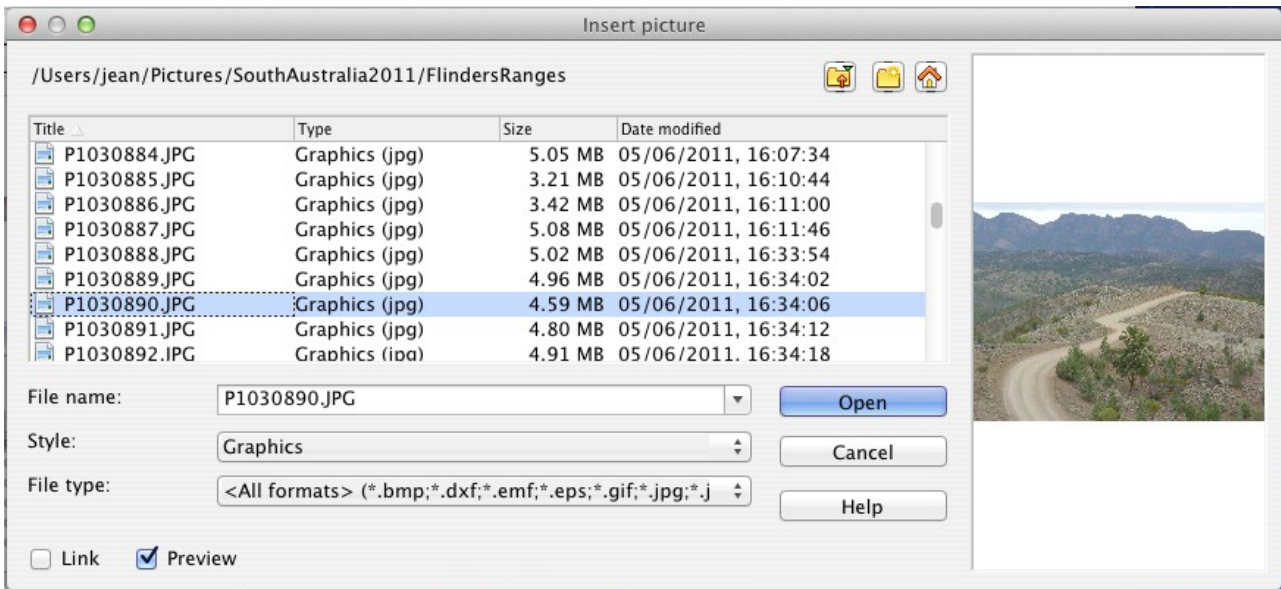 Insert picture
/Users/jean/Pictures/SouthAustralia2011/FlindersRanges
Title Type Size Date modified
P1030884.JPG Graphics (jpg) 5.05 MB 05/06/2011, 16:07:34
P1030885.JPG Graphics (jpg) 3.21 MB 05/06/2011, 16:10:44
P1030886.JPG Graphics (jpg) 3.42 MB 05/06/2011, 16:11:00
P1030887.JPG Graphics (jpg) 5.08 MB 05/06/2011, 16:11:46
P1030888.JPG Graphics (jpg) 5.02 MB 05/06/2011, 16:33:54
P1030889.JPG Graphics (jpg) 4.96 MB 05/06/2011, 16:34:02
P1030890.JPG Graphics (jpg) 4.59 MB 05/06/2011, 16:34:06
P1030891.JPG Graphics (jpg) 4.80 MB 05/06/2011, 16:34:12
P1030892.JPG Graphics (jpg) 4.91 MB 05/06/2011, 16:34:18
File name: P1030890.JPG Open
Style: Graphics Cancel
File type: <All formats> (*.bmp;*.dxf;*.emf;*.eps;*.gif;*.jpg;*.j Help
Link Preview